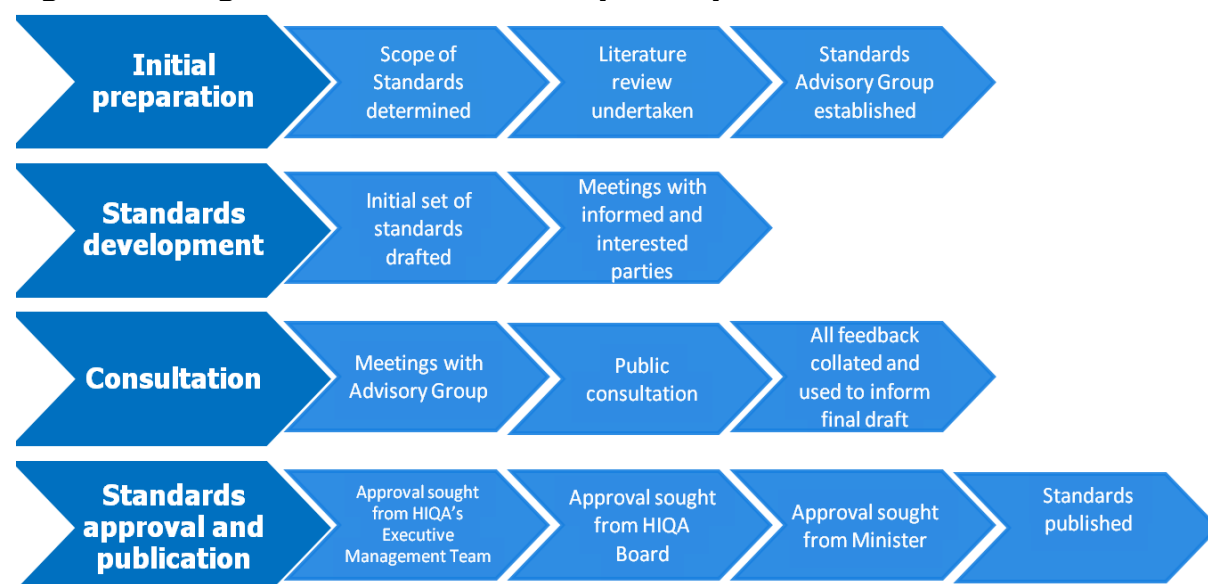 Initial
preparation
Scope of
Standards
determined
Literature
review
undertaken
Standards
Advisory Group
established
Standards
development
Initial set of
standards
drafted
Meetings with
informed and
interested
parties
Consultation
Meetings with
Advisory Group
Public
consultation
All feedback
collated and
used to inform
final draft
Standards
approval and
publication
Approval sought
from HIQA’s
Executive
Management Team
Approval sought
from HIQA
Board
Approval sought
from Minister
Standards
published